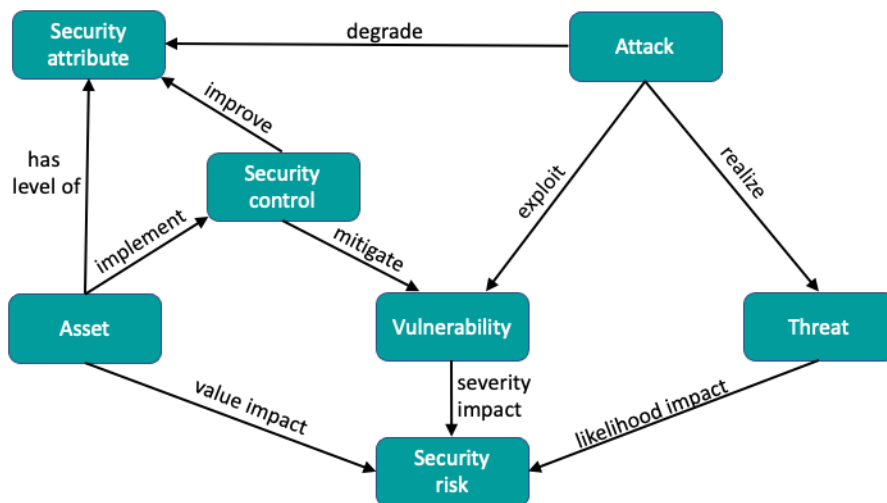 Security
attribute
degrade
Attack
improve
has
level of
Security
control
realize
exploit
implement
mitigate
Asset
Vulnerability
Threat
value impact
severity
impact
likelihood impact
Security
risk